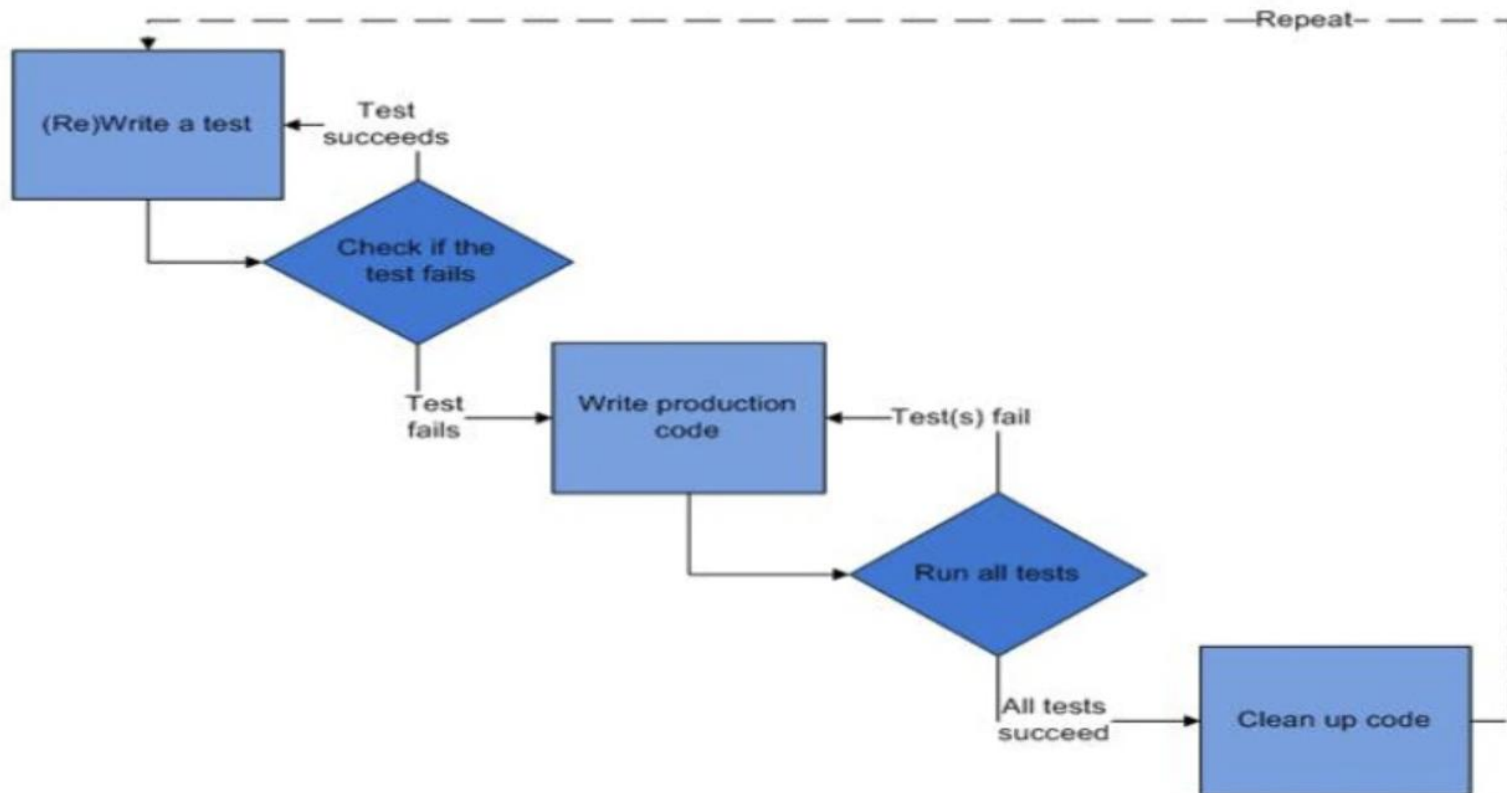 Repeat
(Re)Write a test
Test
succeeds
Check if the
test fails
Test
fails
Write production
code
Test(s) fail
Run all tests
All tests
succeed
Clean up code